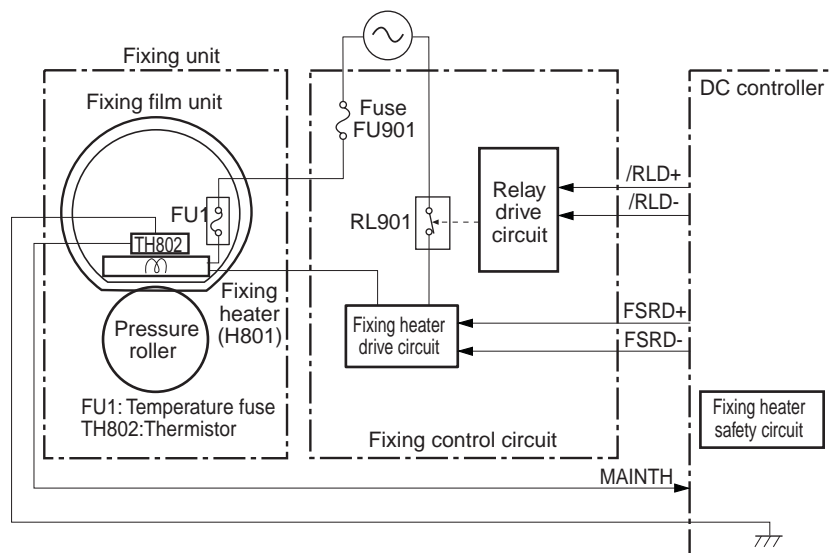 Fixing unit
Fixing film unit
FU1
TH802
Fixing
heater
(H801)
Pressure
roller
FU1: Temperature fuse
TH802:Thermistor
Fuse
FU901
RL901
Relay
drive
circuit
Fixing heater
drive circuit
Fixing control circuit
DC controller
/RLD+
/RLD-
FSRD+
FSRD-
Fixing heater
safety circuit
MAINTH